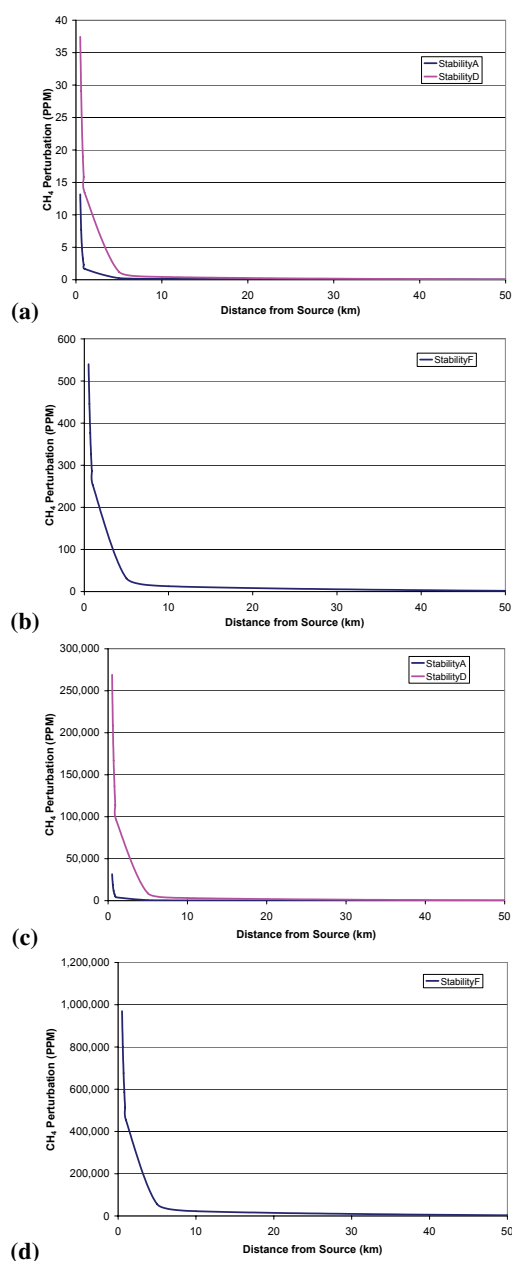 40
35
30
25
20
15
10
5
0
CH₄ Perturbation (PPM)
StabilityA
StabilityD
0 10 20 30 40 50
Distance from Source (km)
(a)
600
500
400
300
200
100
0
CH₄ Perturbation (PPM)
StabilityF
0 10 20 30 40 50
Distance from Source (km)
(b)
300,000
250,000
200,000
150,000
100,000
50,000
0
CH₄ Perturbation (PPM)
StabilityA
StabilityD
0 10 20 30 40 50
Distance from Source (km)
(c)
1,200,000
1,000,000
800,000
600,000
400,000
200,000
0
CH₄ Perturbation (PPM)
StabilityF
0 10 20 30 40 50
Distance from Source (km)
(d)